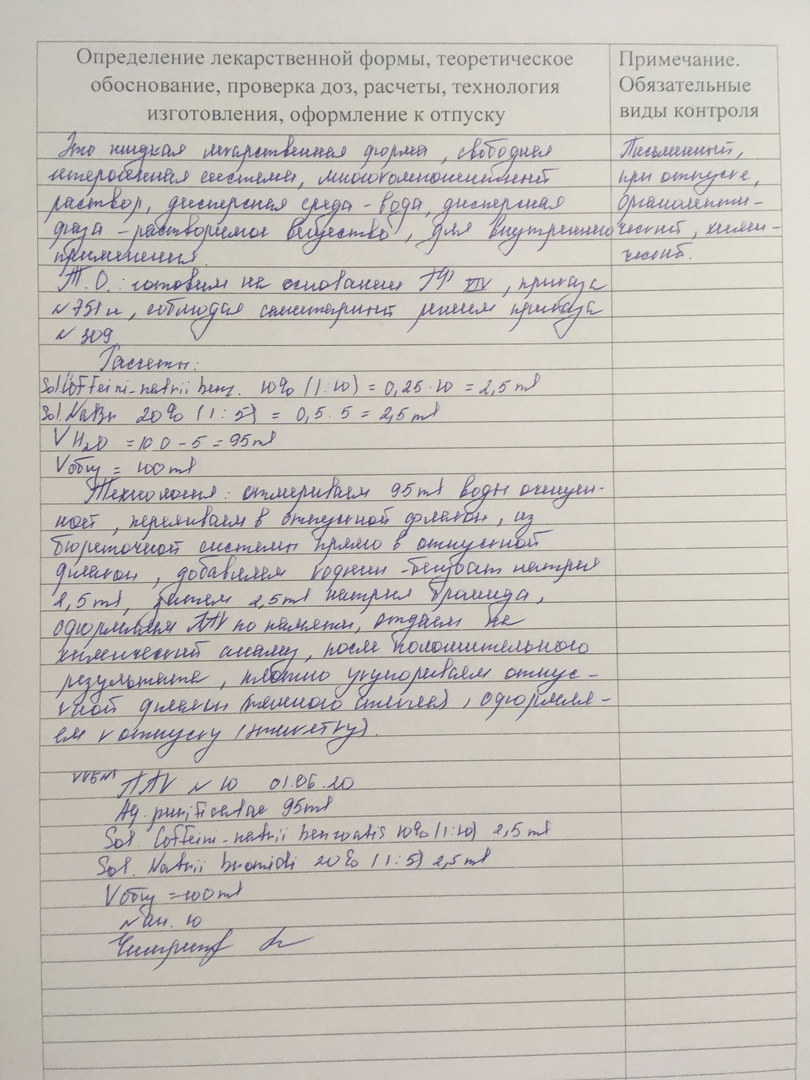 Определение лекарственной формы, теоретическое
обоснование, проверка доз, расчеты, технология
изготовления, оформление к отпуску
Примечание.
Обязательные
виды контроля
Это жидкая лекарственная форма, свободная
гетерогенная система, многокомпонентный
раствор, дисперсная среда - вода, дисперсная
фаза - растворимое вещество, для внутреннего
применения.
Письменный,
при отпуске,
органолепти-
ческий, хими-
ческий.
Т.О.: готовим на основании ГФ XIV, приказа
№ 751н, соблюдая санитарный режим приказа
№ 309
Расчеты:
Sol. Coffeini-natrii benz. 10% (1:10) = 0,25·10 = 2,5 ml
Sol. NaBr 20% (1:5) = 0,5·5 = 2,5 ml
V H2O = 100 - 5 = 95 ml
Vобщ = 100 ml
Технология: отмериваем 95 ml воды очищен-
ной, переливаем в отпускной флакон, из
бюреточной системы прямо в отпускной
флакон, добавляем кофеин-бензоат натрия
2,5 ml, затем 2,5 ml натрия бромида,
оформляем ППК по памяти, отдаем на
химический анализ, после положительного
результата, плотно укупориваем отпус-
кной флакон (темного стекла), оформля-
ем к отпуску (этикетку).
ППК № 10 01.06.20
Aq. purificatae 95 ml
Sol. Coffeini-natrii benzoatis 10% (1:10) 2,5 ml
Sol. Natrii bromidi 20% (1:5) 2,5 ml
Vобщ = 100 ml
№ ан. 10